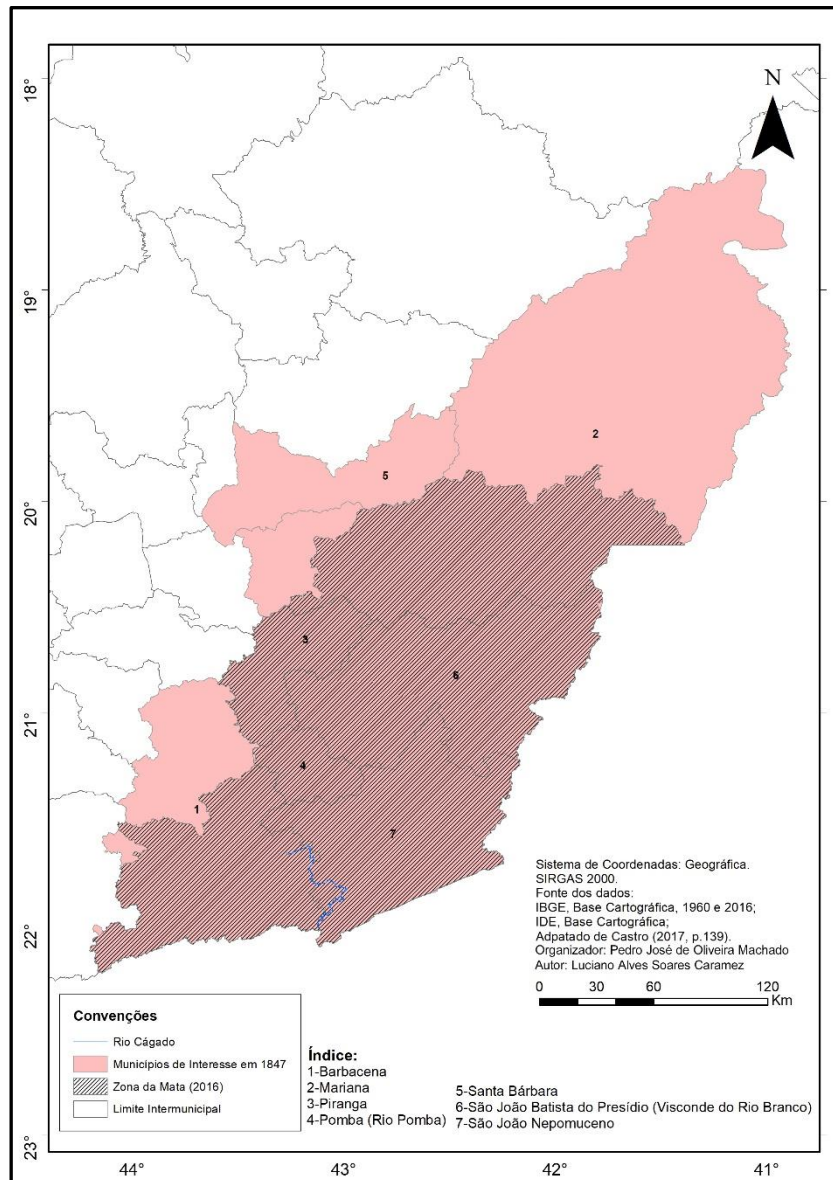 N
18°
19°
20°
21°
22°
23°
44°
43°
42°
41°
2
5
3
6
4
1
7
Sistema de Coordenadas: Geográfica.
SIRGAS 2000.
Fonte dos dados:
IBGE, Base Cartográfica, 1960 e 2016;
IDE, Base Cartográfica;
Adpatado de Castro (2017, p.139).
Organizador: Pedro José de Oliveira Machado
Autor: Luciano Alves Soares Caramez
0 30 60 120
Km
Convenções
Rio Cágado
Municípios de Interesse em 1847
Zona da Mata (2016)
Limite Intermunicipal
Índice:
1-Barbacena
2-Mariana
3-Piranga
4-Pomba (Rio Pomba)
5-Santa Bárbara
6-São João Batista do Presídio (Visconde do Rio Branco)
7-São João Nepomuceno